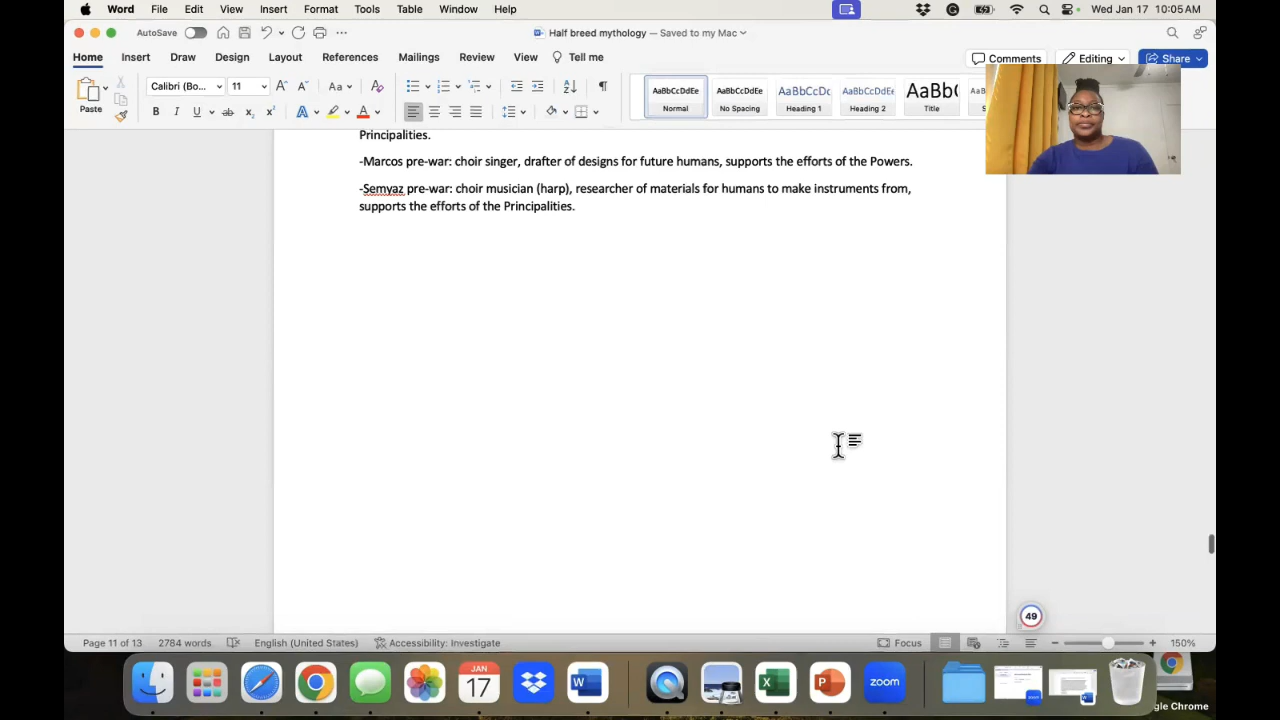 Word File Edit View Insert Format Tools Table Window Help Wed Jan 17 10:05 AM
AutoSave Half breed mythology — Saved to my Mac
Home Insert Draw Design Layout References Mailings Review View Tell me Comments Editing Share
Paste Calibri (Bo... 11 Aa
AaBbCcDdEe AaBbCcDdEe AaBbCcDc AaBbCcDdEe AaBb(
Normal No Spacing Heading 1 Heading 2 Title
Principalities.
-Marcos pre-war: choir singer, drafter of designs for future humans, supports the efforts of the Powers.
-Semyaz pre-war: choir musician (harp), researcher of materials for humans to make instruments from,
supports the efforts of the Principalities.
49
Page 11 of 13 2784 words English (United States) Accessibility: Investigate Focus 150%
JAN
17
zoom
gle Chrome